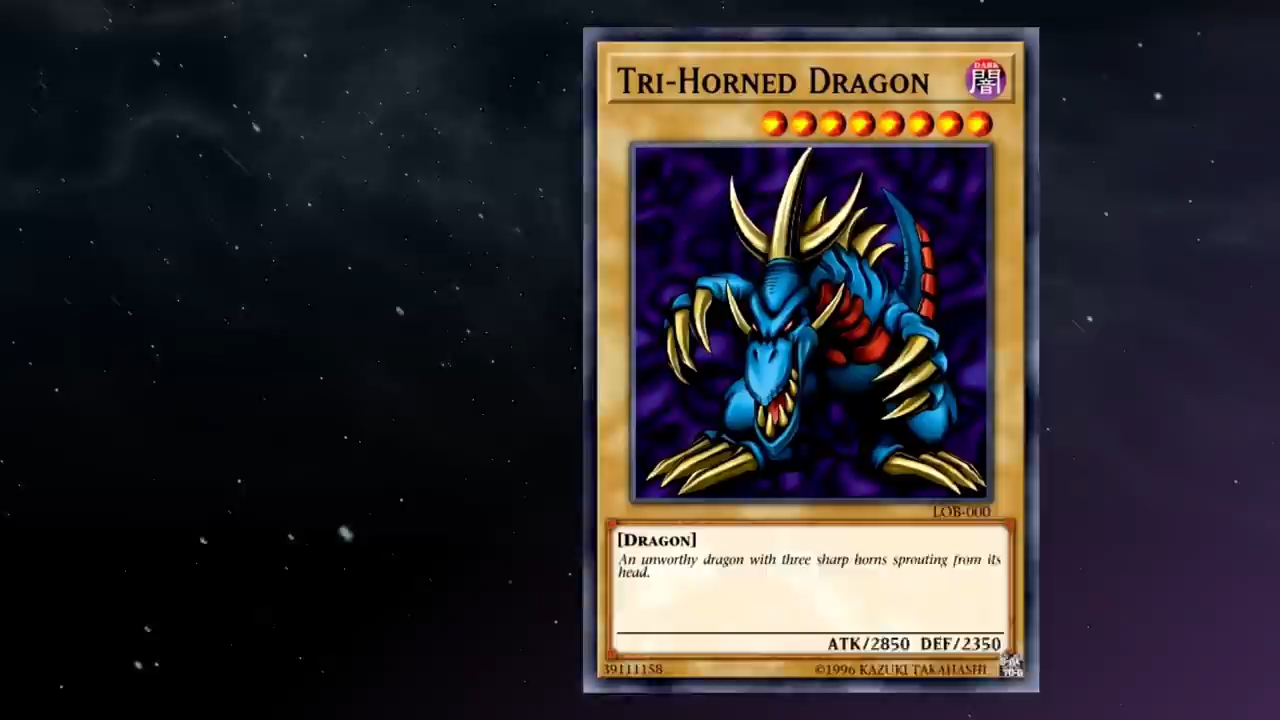 TRI-HORNED DRAGON
DARK
闇
LOB-000
[DRAGON]
An unworthy dragon with three sharp horns sprouting from its
head.
ATK/2850 DEF/2350
39111158
©1996 KAZUKI TAKAHASHI